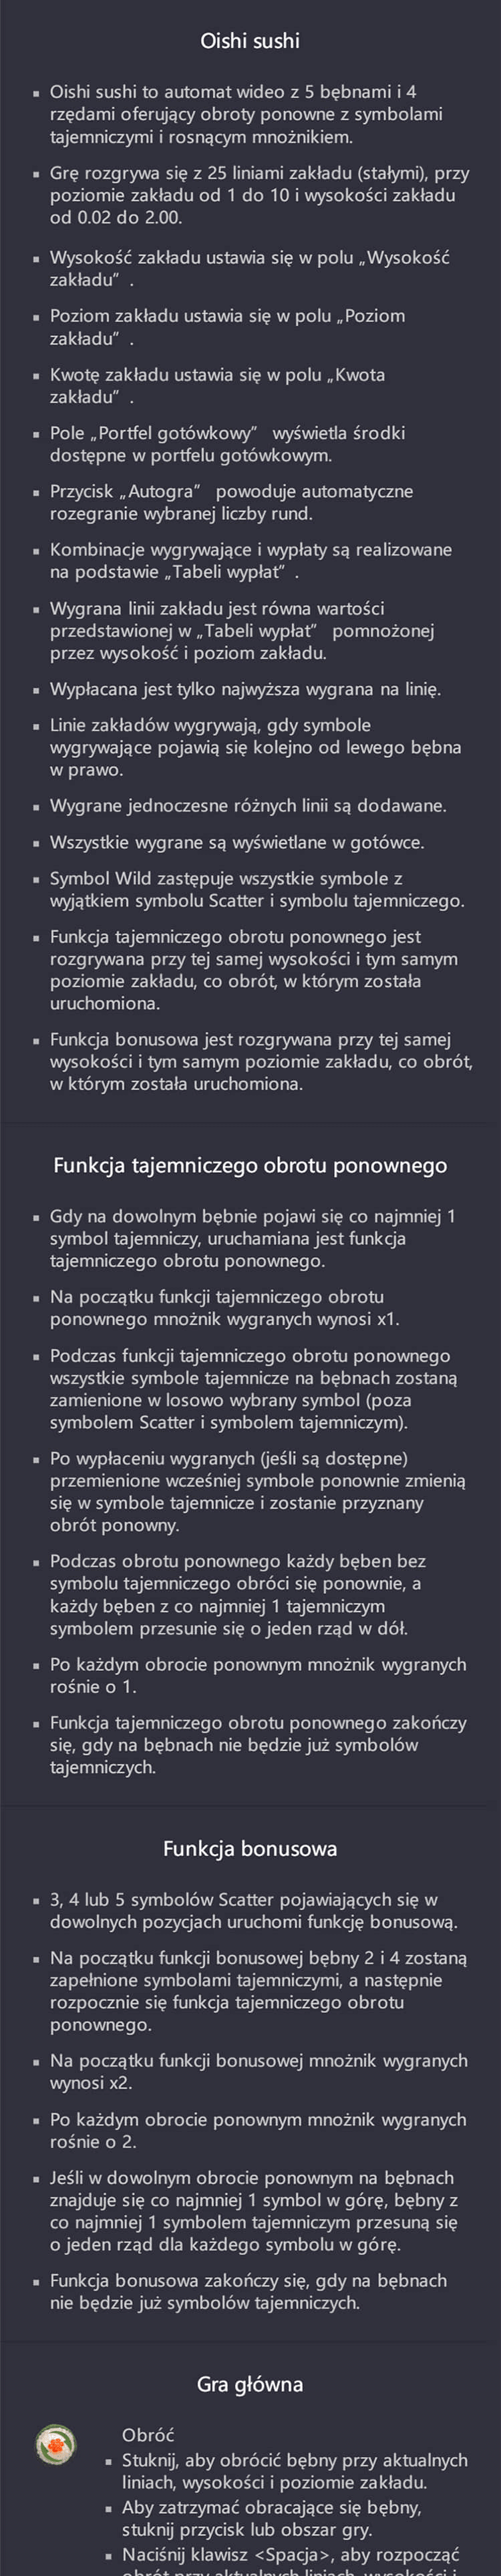 Oishi sushi
▪ Oishi sushi to automat wideo z 5 bębnami i 4
rzędami oferujący obroty ponowne z symbolami
tajemniczymi i rosnącym mnożnikiem.
▪ Grę rozgrywa się z 25 liniami zakładu (stałymi), przy
poziomie zakładu od 1 do 10 i wysokości zakładu
od 0.02 do 2.00.
▪ Wysokość zakładu ustawia się w polu „Wysokość
zakładu” .
▪ Poziom zakładu ustawia się w polu „Poziom
zakładu” .
▪ Kwotę zakładu ustawia się w polu „Kwota
zakładu” .
▪ Pole „Portfel gotówkowy” wyświetla środki
dostępne w portfelu gotówkowym.
▪ Przycisk „Autogra” powoduje automatyczne
rozegranie wybranej liczby rund.
▪ Kombinacje wygrywające i wypłaty są realizowane
na podstawie „Tabeli wypłat” .
▪ Wygrana linii zakładu jest równa wartości
przedstawionej w „Tabeli wypłat” pomnożonej
przez wysokość i poziom zakładu.
▪ Wypłacana jest tylko najwyższa wygrana na linię.
▪ Linie zakładów wygrywają, gdy symbole
wygrywające pojawią się kolejno od lewego bębna
w prawo.
▪ Wygrane jednoczesne różnych linii są dodawane.
▪ Wszystkie wygrane są wyświetlane w gotówce.
▪ Symbol Wild zastępuje wszystkie symbole z
wyjątkiem symbolu Scatter i symbolu tajemniczego.
▪ Funkcja tajemniczego obrotu ponownego jest
rozgrywana przy tej samej wysokości i tym samym
poziomie zakładu, co obrót, w którym została
uruchomiona.
▪ Funkcja bonusowa jest rozgrywana przy tej samej
wysokości i tym samym poziomie zakładu, co obrót,
w którym została uruchomiona.
Funkcja tajemniczego obrotu ponownego
▪ Gdy na dowolnym bębnie pojawi się co najmniej 1
symbol tajemniczy, uruchamiana jest funkcja
tajemniczego obrotu ponownego.
▪ Na początku funkcji tajemniczego obrotu
ponownego mnożnik wygranych wynosi x1.
▪ Podczas funkcji tajemniczego obrotu ponownego
wszystkie symbole tajemnicze na bębnach zostaną
zamienione w losowo wybrany symbol (poza
symbolem Scatter i symbolem tajemniczym).
▪ Po wypłaceniu wygranych (jeśli są dostępne)
przemienione wcześniej symbole ponownie zmienią
się w symbole tajemnicze i zostanie przyznany
obrót ponowny.
▪ Podczas obrotu ponownego każdy bęben bez
symbolu tajemniczego obróci się ponownie, a
każdy bęben z co najmniej 1 tajemniczym
symbolem przesunie się o jeden rząd w dół.
▪ Po każdym obrocie ponownym mnożnik wygranych
rośnie o 1.
▪ Funkcja tajemniczego obrotu ponownego zakończy
się, gdy na bębnach nie będzie już symbolów
tajemniczych.
Funkcja bonusowa
▪ 3, 4 lub 5 symbolów Scatter pojawiających się w
dowolnych pozycjach uruchomi funkcję bonusową.
▪ Na początku funkcji bonusowej bębny 2 i 4 zostaną
zapełnione symbolami tajemniczymi, a następnie
rozpocznie się funkcja tajemniczego obrotu
ponownego.
▪ Na początku funkcji bonusowej mnożnik wygranych
wynosi x2.
▪ Po każdym obrocie ponownym mnożnik wygranych
rośnie o 2.
▪ Jeśli w dowolnym obrocie ponownym na bębnach
znajduje się co najmniej 1 symbol w górę, bębny z
co najmniej 1 symbolem tajemniczym przesuną się
o jeden rząd dla każdego symbolu w górę.
▪ Funkcja bonusowa zakończy się, gdy na bębnach
nie będzie już symbolów tajemniczych.
Gra główna
Obróć
▪ Stuknij, aby obrócić bębny przy aktualnych
liniach, wysokości i poziomie zakładu.
▪ Aby zatrzymać obracające się bębny,
stuknij przycisk lub obszar gry.
▪ Naciśnij klawisz <Spacja>, aby rozpocząć
obrót przy aktualnych liniach, wysokości i